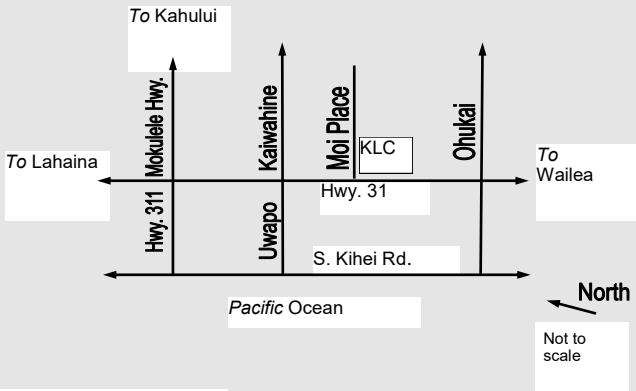 To Kahului
Hwy. 311 Mokulele Hwy.
Kaiwahine
Moi Place
Ohukai
KLC
To Lahaina
To
Wailea
Hwy. 31
Uwapo
S. Kihei Rd.
Pacific Ocean
North
Not to
scale